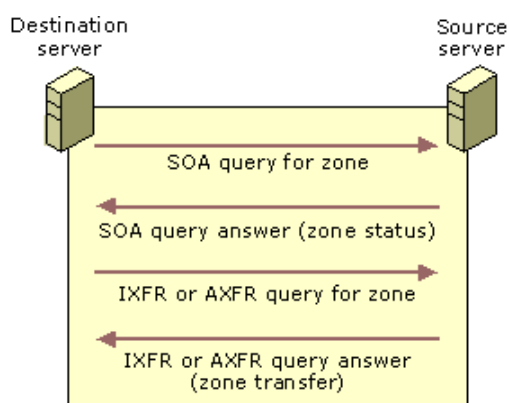 Destination
server
Source
server
SOA query for zone
SOA query answer (zone status)
IXFR or AXFR query for zone
IXFR or AXFR query answer
(zone transfer)